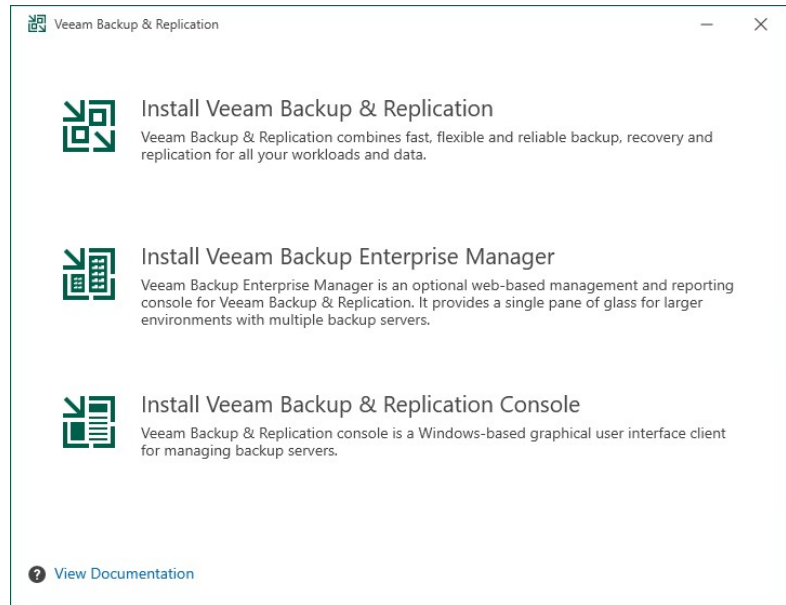 Veeam Backup & Replication
Install Veeam Backup & Replication
Veeam Backup & Replication combines fast, flexible and reliable backup, recovery and
replication for all your workloads and data.
Install Veeam Backup Enterprise Manager
Veeam Backup Enterprise Manager is an optional web-based management and reporting
console for Veeam Backup & Replication. It provides a single pane of glass for larger
environments with multiple backup servers.
Install Veeam Backup & Replication Console
Veeam Backup & Replication console is a Windows-based graphical user interface client
for managing backup servers.
? View Documentation